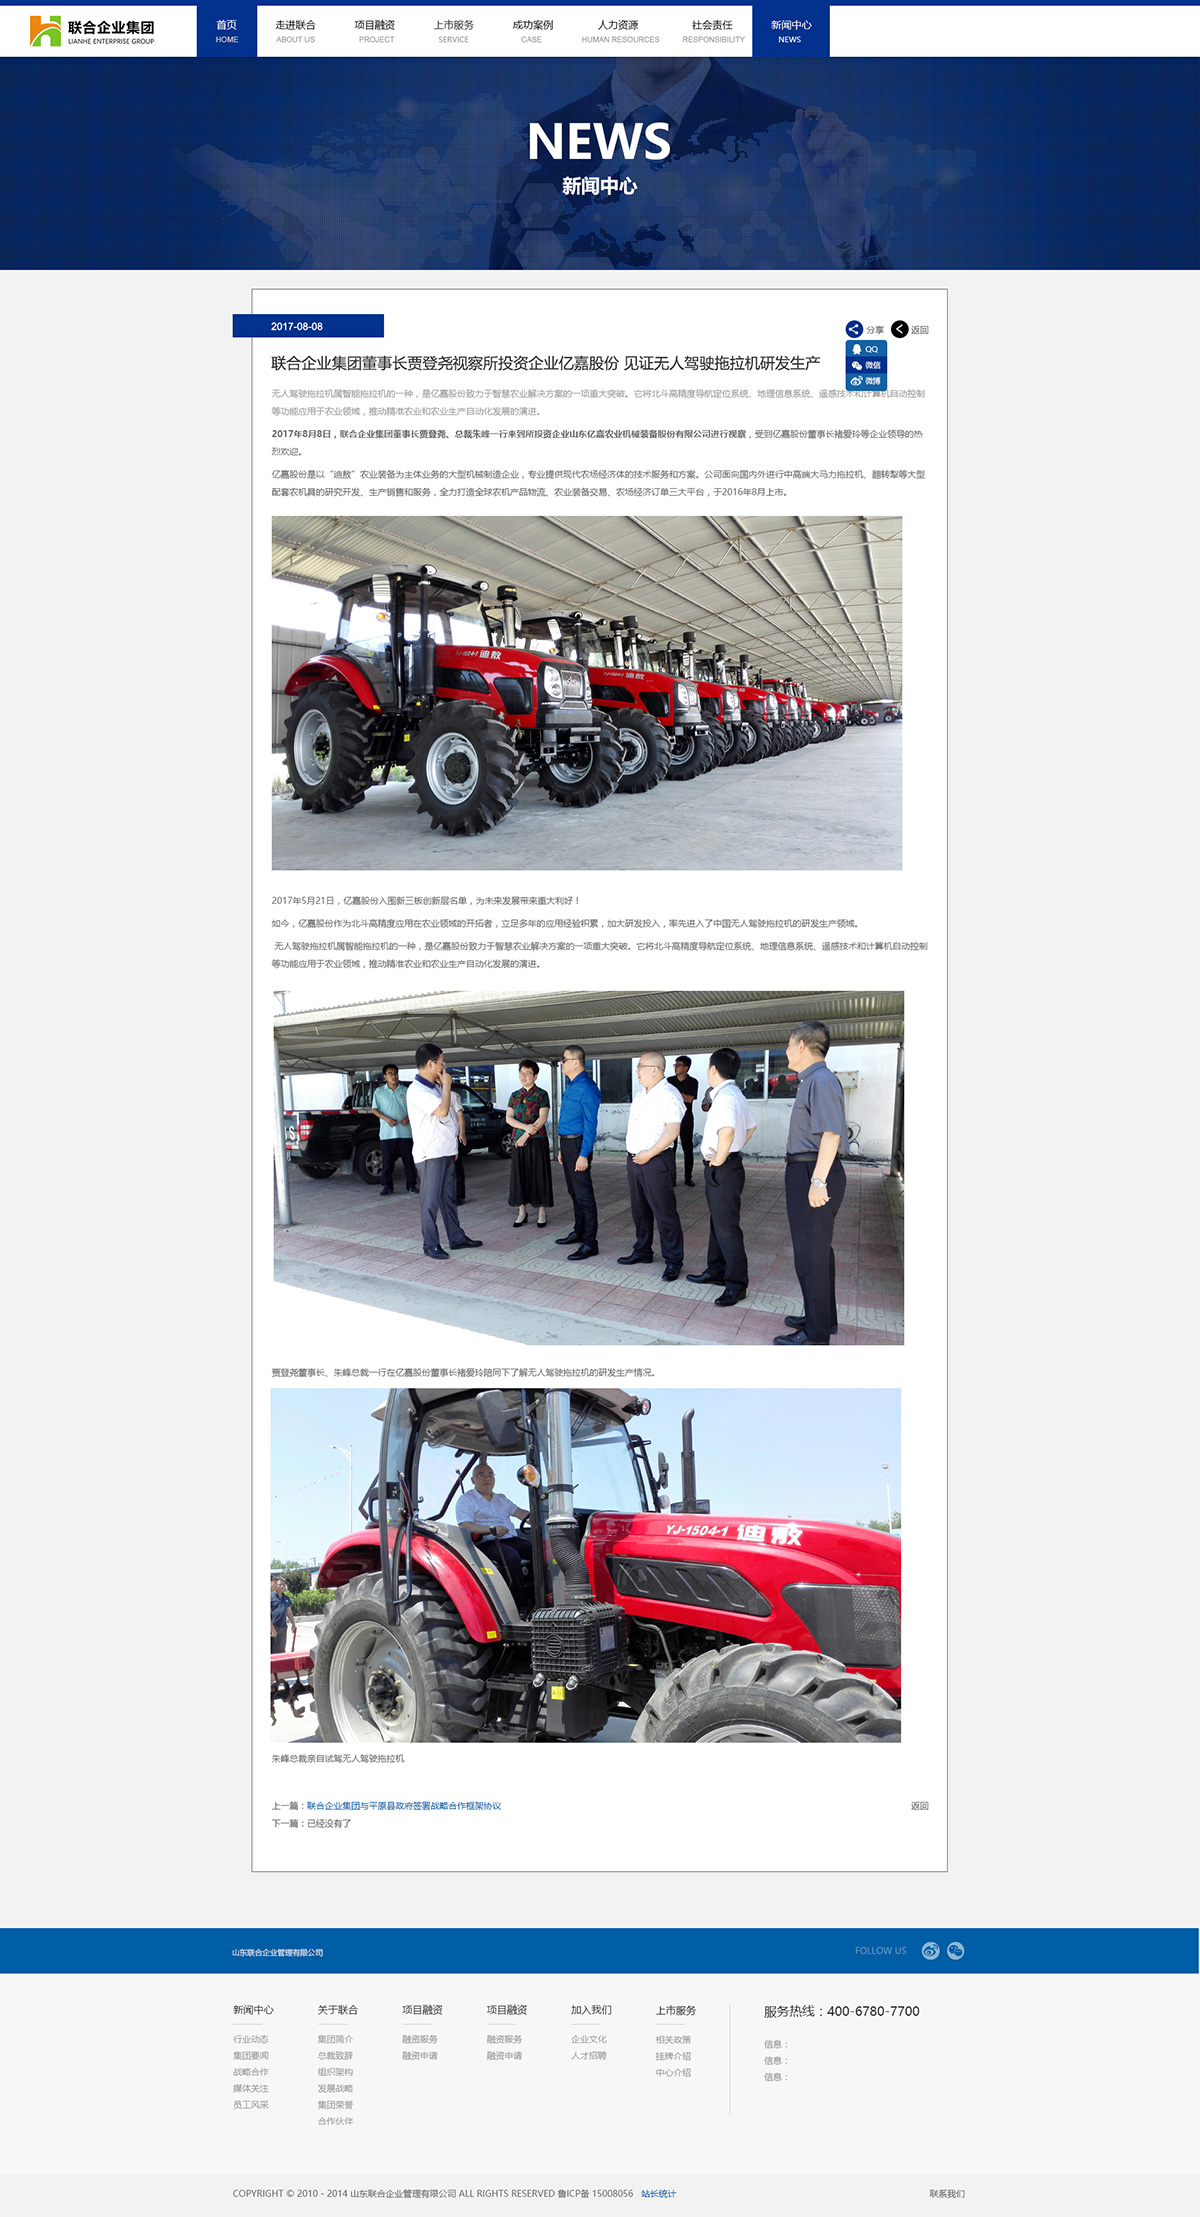 联合企业集团
LIANHE ENTERPRISE GROUP
首页
HOME
走进联合
ABOUT US
项目融资
PROJECT
上市服务
SERVICE
成功案例
CASE
人力资源
HUMAN RESOURCES
社会责任
RESPONSIBILITY
新闻中心
NEWS
NEWS
新闻中心
2017-08-08
分享
返回
QQ
微信
微博
联合企业集团董事长贾登尧视察所投资企业亿嘉股份 见证无人驾驶拖拉机研发生产
无人驾驶拖拉机属智能拖拉机的一种，是亿嘉股份致力于智慧农业解决方案的一项重大突破。它将北斗高精度导航定位系统、地理信息系统、遥感技术和计算机自动控制
等功能应用于农业领域，推动精准农业和农业生产自动化发展的演进。
2017年8月8日，联合企业集团董事长贾登尧、总裁朱峰一行来到所投资企业山东亿嘉农业机械装备股份有限公司进行视察，受到亿嘉股份董事长褚爱玲等企业领导的热
烈欢迎。
亿嘉股份是以“迪敖”农业装备为主体业务的大型机械制造企业，专业提供现代农场经济体的技术服务和方案。公司面向国内外进行中高端大马力拖拉机、翻转犁等大型
配套农机具的研究开发、生产销售和服务，全力打造全球农机产品物流、农业装备交易、农场经济订单三大平台，于2016年8月上市。
YJ-1504-1 迪敖
YJ-1504-1 迪敖
2017年5月21日，亿嘉股份入围新三板创新层名单，为未来发展带来重大利好！
如今，亿嘉股份作为北斗高精度应用在农业领域的开拓者，立足多年的应用经验积累，加大研发投入，率先进入了中国无人驾驶拖拉机的研发生产领域。
无人驾驶拖拉机属智能拖拉机的一种，是亿嘉股份致力于智慧农业解决方案的一项重大突破。它将北斗高精度导航定位系统、地理信息系统、遥感技术和计算机自动控制
等功能应用于农业领域，推动精准农业和农业生产自动化发展的演进。
贾登尧董事长、朱峰总裁一行在亿嘉股份董事长褚爱玲陪同下了解无人驾驶拖拉机的研发生产情况。
YJ-1504-1 迪敖
朱峰总裁亲自试驾无人驾驶拖拉机
上一篇：联合企业集团与平原县政府签署战略合作框架协议
返回
下一篇：已经没有了
山东联合企业管理有限公司
FOLLOW US
新闻中心
行业动态
集团要闻
战略合作
媒体关注
员工风采
关于联合
集团简介
总裁致辞
组织架构
发展战略
集团荣誉
合作伙伴
项目融资
融资服务
融资申请
项目融资
融资服务
融资申请
加入我们
企业文化
人才招聘
上市服务
相关政策
挂牌介绍
中心介绍
服务热线：400-6780-7700
信息：
信息：
信息：
COPYRIGHT © 2010 - 2014 山东联合企业管理有限公司 ALL RIGHTS RESERVED 鲁ICP备 15008056 站长统计
联系我们